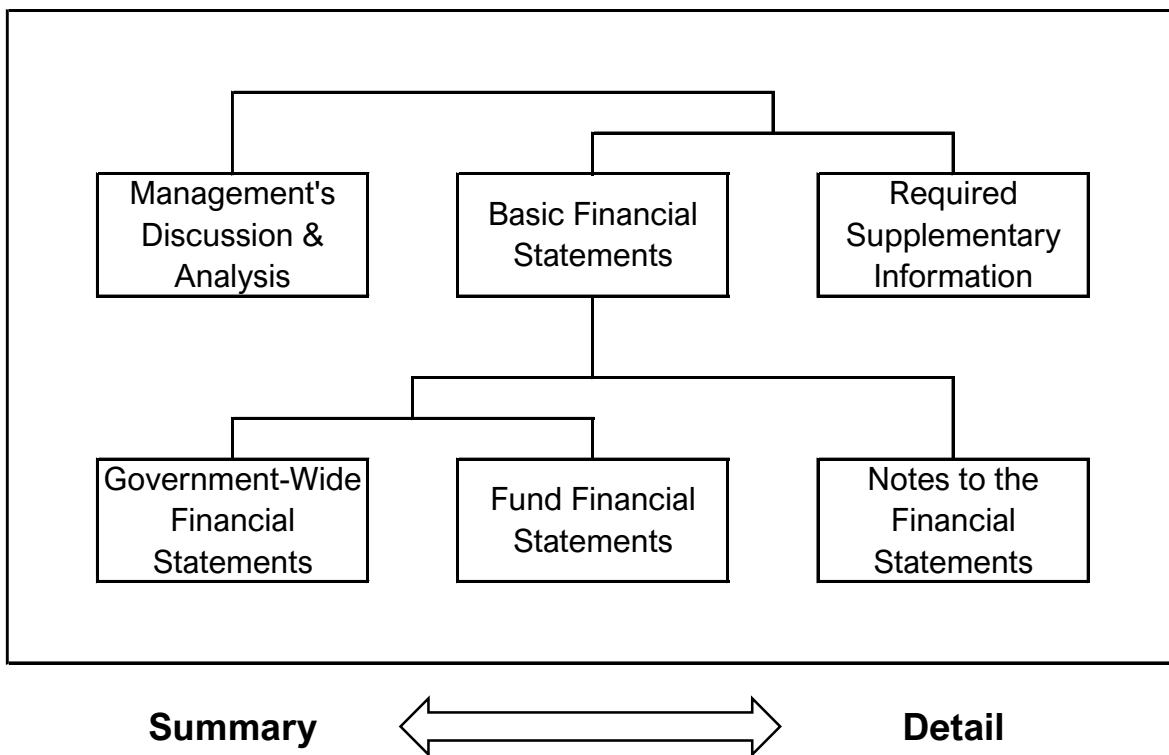 Management's
Discussion &
Analysis
Basic Financial
Statements
Required
Supplementary
Information
Government-Wide
Financial
Statements
Fund Financial
Statements
Notes to the
Financial
Statements
Summary
Detail